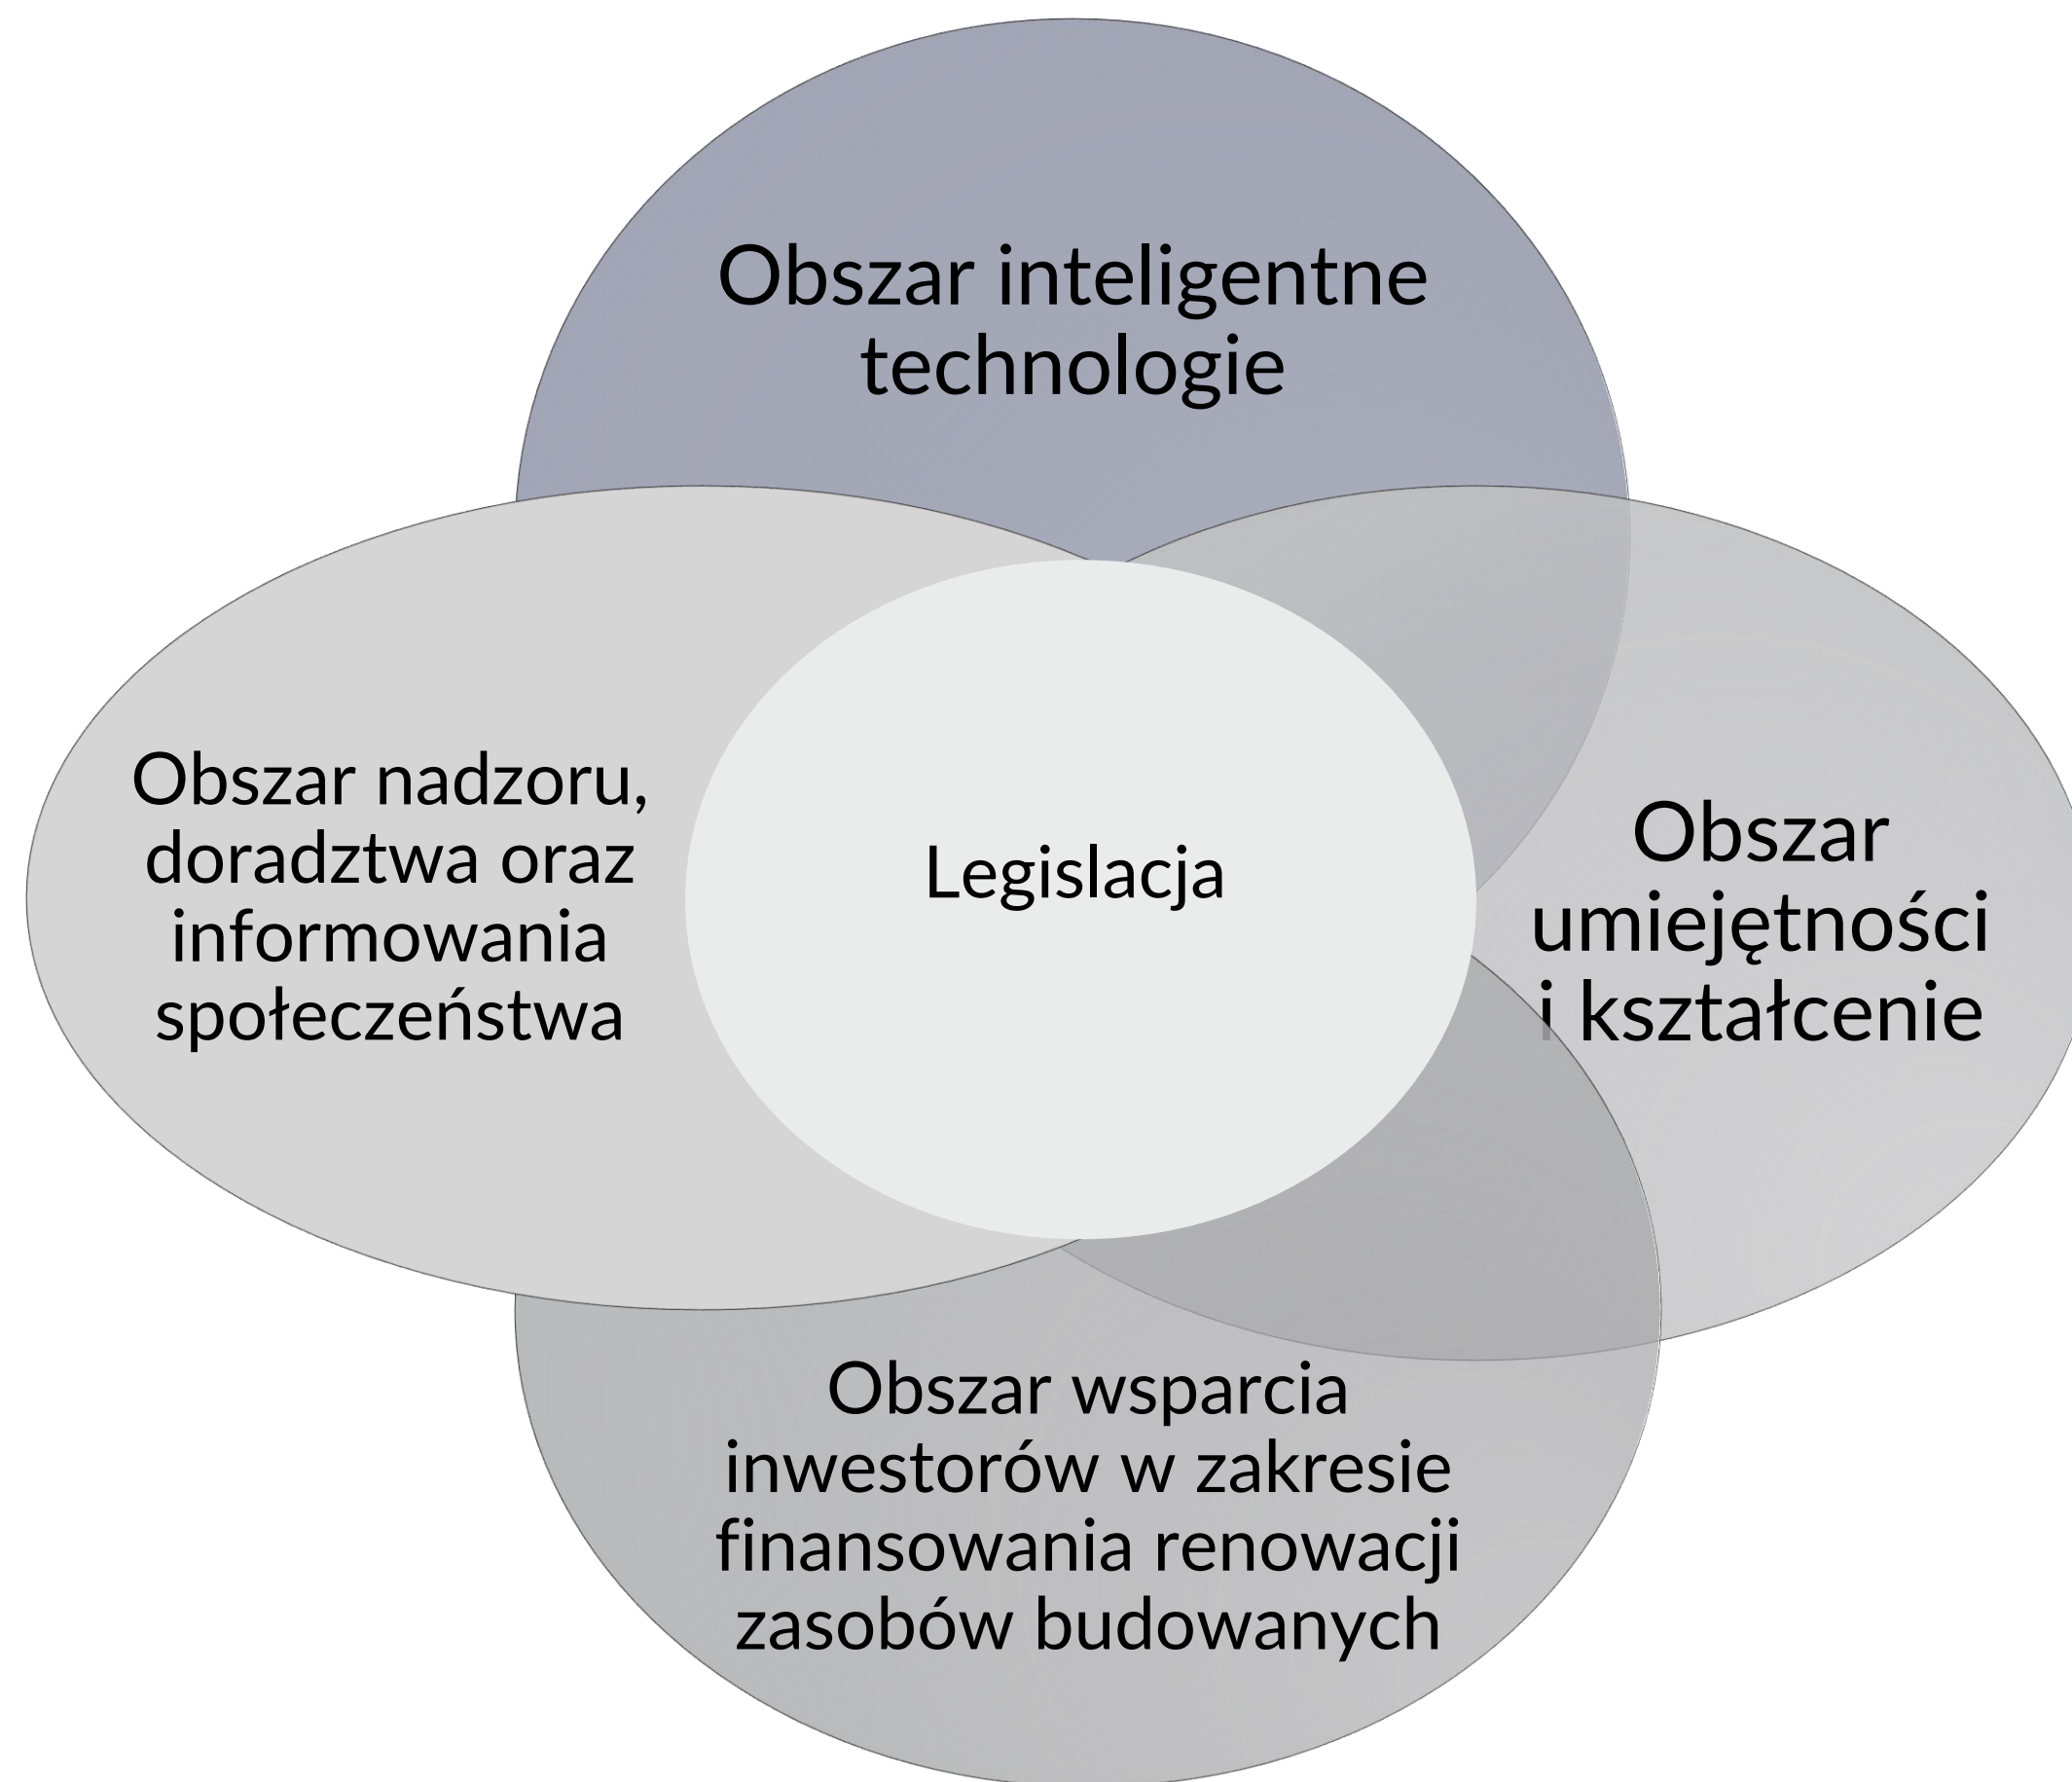 Obszar inteligentne
technologie
Obszar nadzoru,
doradztwa oraz
informowania
społeczeństwa
Legislacja
Obszar
umiejętności
i kształcenie
Obszar wsparcia
inwestorów w zakresie
finansowania renowacji
zasobów budowanych